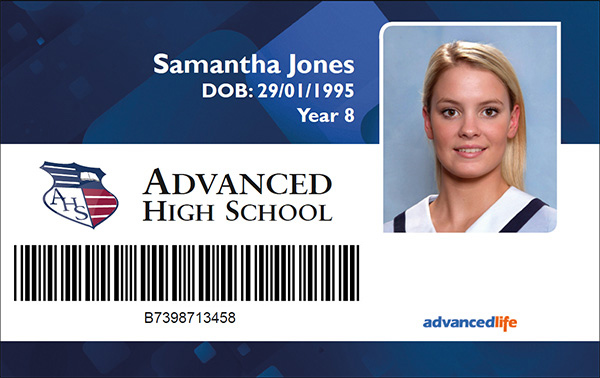 Samantha Jones
DOB: 29/01/1995
Year 8
AHS
ADVANCED
HIGH SCHOOL
B7398713458
advancedlife